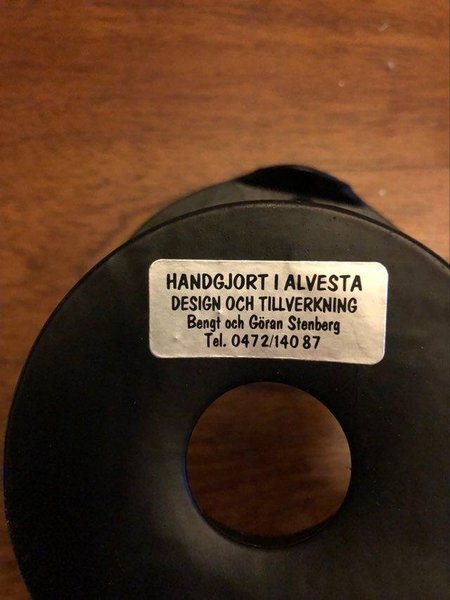 HANDGJORT I ALVESTA
DESIGN OCH TILLVERKNING
Bengt och Göran Stenberg
Tel. 0472/140 87